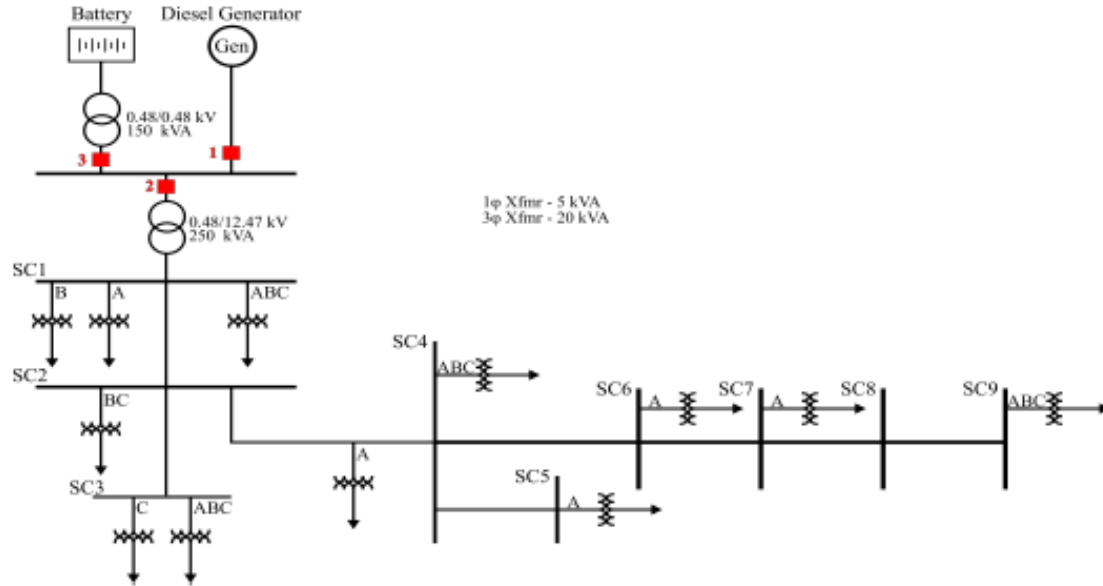 Battery
Diesel Generator
Gen
0.48/0.48 kV
150 kVA
3
1
2
1φ Xfmr - 5 kVA
3φ Xfmr - 20 kVA
0.48/12.47 kV
250 kVA
SC1
B
A
ABC
SC2
BC
SC3
C
ABC
A
SC4
ABC
SC5
A
SC6
A
SC7
A
SC8
SC9
ABC